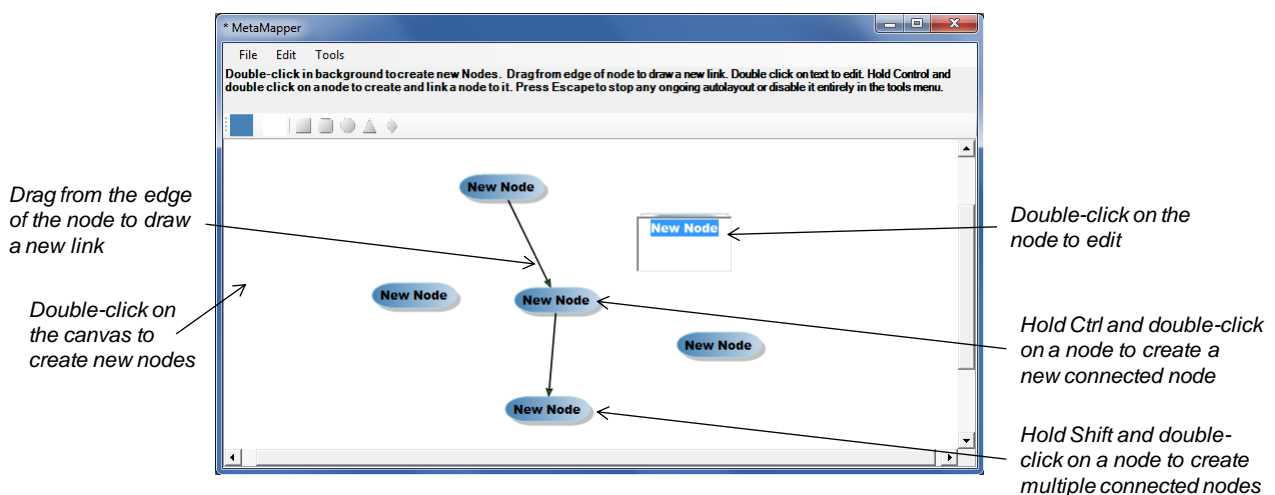 * MetaMapper
File Edit Tools
Double-click in background to create new Nodes. Drag from edge of node to draw a new link. Double click on text to edit. Hold Control and
double click on a node to create and link a node to it. Press Escape to stop any ongoing autolayout or disable it entirely in the tools menu.
Drag from the edge
of the node to draw
a new link
Double-click on
the canvas to
create new nodes
New Node
New Node
New Node
New Node
New Node
New Node
Double-click on the
node to edit
Hold Ctrl and double-click
on a node to create a
new connected node
Hold Shift and double-
click on a node to create
multiple connected nodes